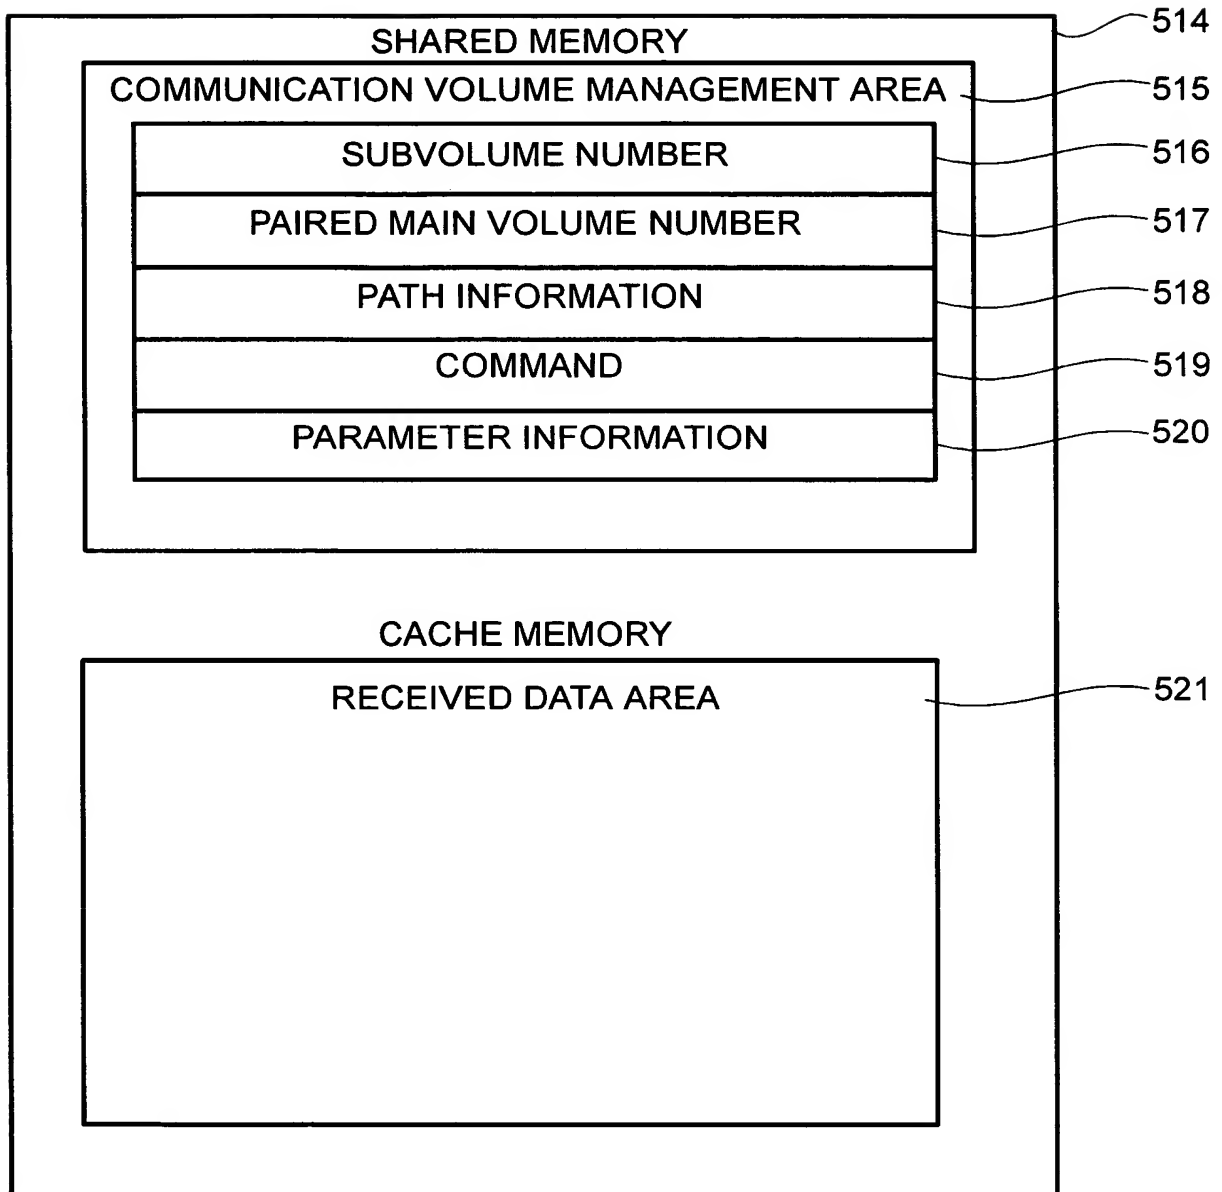 SHARED MEMORY
514
COMMUNICATION VOLUME MANAGEMENT AREA
515
SUBVOLUME NUMBER
516
PAIRED MAIN VOLUME NUMBER
517
PATH INFORMATION
518
COMMAND
519
PARAMETER INFORMATION
520
CACHE MEMORY
RECEIVED DATA AREA
521